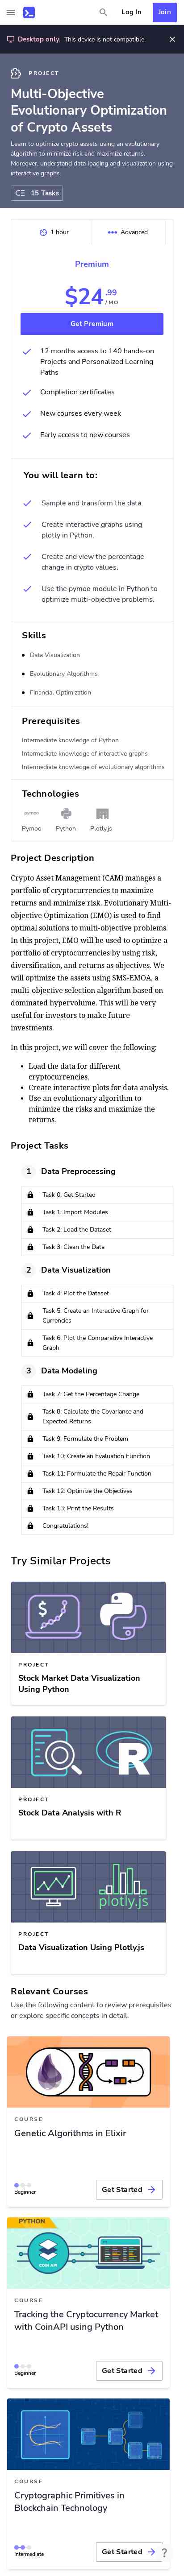 Log In
Join
Desktop only. This device is not compatible.
PROJECT
Multi-Objective
Evolutionary Optimization
of Crypto Assets
Learn to optimize crypto assets using an evolutionary
algorithm to minimize risk and maximize returns.
Moreover, understand data loading and visualization using
interactive graphs.
15 Tasks
1 hour
Advanced
Premium
$24.99
/ MO
Get Premium
12 months access to 140 hands-on
Projects and Personalized Learning
Paths
Completion certificates
New courses every week
Early access to new courses
You will learn to:
Sample and transform the data.
Create interactive graphs using
plotly in Python.
Create and view the percentage
change in crypto values.
Use the pymoo module in Python to
optimize multi-objective problems.
Skills
Data Visualization
Evolutionary Algorithms
Financial Optimization
Prerequisites
Intermediate knowledge of Python
Intermediate knowledge of interactive graphs
Intermediate knowledge of evolutionary algorithms
Technologies
pymoo
Pymoo
Python
Plotly.js
Project Description
Crypto Asset Management (CAM) manages a
portfolio of cryptocurrencies to maximize
returns and minimize risk. Evolutionary Multi-
objective Optimization (EMO) is used to find
optimal solutions to multi-objective problems.
In this project, EMO will be used to optimize a
portfolio of cryptocurrencies by using risk,
diversification, and returns as objectives. We
will optimize the assets using SMS-EMOA, a
multi-objective selection algorithm based on
dominated hypervolume. This will be very
useful for investors or to make future
investments.
In this project, we will cover the following:
Load the data for different
cryptocurrencies.
Create interactive plots for data analysis.
Use an evolutionary algorithm to
minimize the risks and maximize the
returns.
Project Tasks
1 Data Preprocessing
Task 0: Get Started
Task 1: Import Modules
Task 2: Load the Dataset
Task 3: Clean the Data
2 Data Visualization
Task 4: Plot the Dataset
Task 5: Create an Interactive Graph for
Currencies
Task 6: Plot the Comparative Interactive
Graph
3 Data Modeling
Task 7: Get the Percentage Change
Task 8: Calculate the Covariance and
Expected Returns
Task 9: Formulate the Problem
Task 10: Create an Evaluation Function
Task 11: Formulate the Repair Function
Task 12: Optimize the Objectives
Task 13: Print the Results
Congratulations!
Try Similar Projects
PROJECT
Stock Market Data Visualization
Using Python
PROJECT
Stock Data Analysis with R
plotly.js
PROJECT
Data Visualization Using Plotly.js
Relevant Courses
Use the following content to review prerequisites
or explore specific concepts in detail.
COURSE
Genetic Algorithms in Elixir
Beginner
Get Started
PYTHON
COIN API
COURSE
Tracking the Cryptocurrency Market
with CoinAPI using Python
Beginner
Get Started
COURSE
Cryptographic Primitives in
Blockchain Technology
Intermediate
Get Started
?